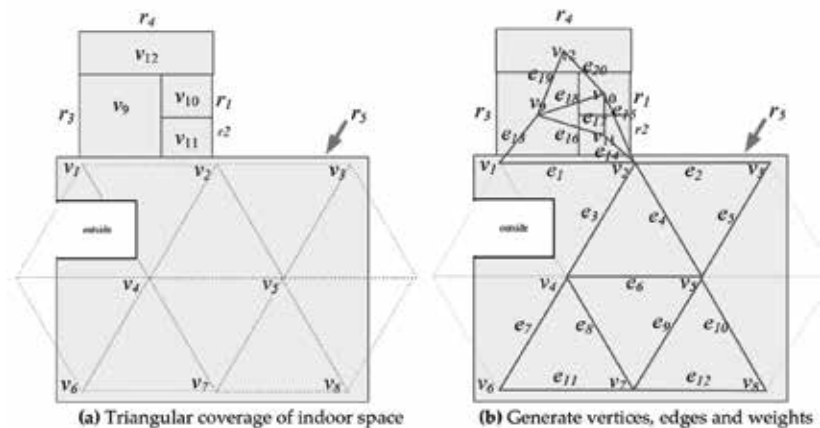 r4
v12
r3
v9
v10
r1
v11
r2
r5
v1
v2
v3
outside
v4
v5
v6
v7
v8
(a) Triangular coverage of indoor space
r4
v12
e19
e20
r3
e18
r1
v9
e17
e15
e16
v11
r2
r5
e13
e14
v1
e1
v2
e2
v3
outside
e3
e4
e5
v4
e6
v5
e7
e8
e9
e10
v6
e11
v7
e12
v8
(b) Generate vertices, edges and weights